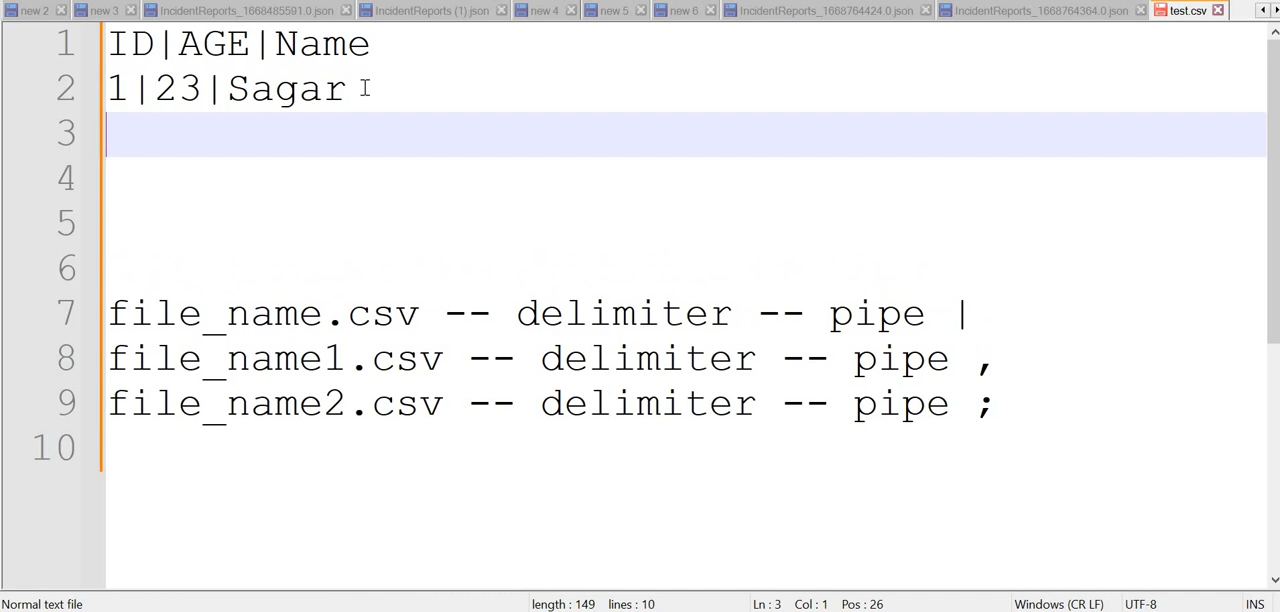 new 2
new 3
IncidentReports_1668485591.0.json
IncidentReports (1).json
new 4
new 5
new 6
IncidentReports_1668764424.0.json
IncidentReports_1668764364.0.json
test.csv
1 ID|AGE|Name
2 1|23|Sagar
3
4
5
6
7 file_name.csv -- delimiter -- pipe |
8 file_name1.csv -- delimiter -- pipe ,
9 file_name2.csv -- delimiter -- pipe ;
10
Normal text file
length : 149 lines : 10
Ln : 3 Col : 1 Pos : 26
Windows (CR LF)
UTF-8
INS